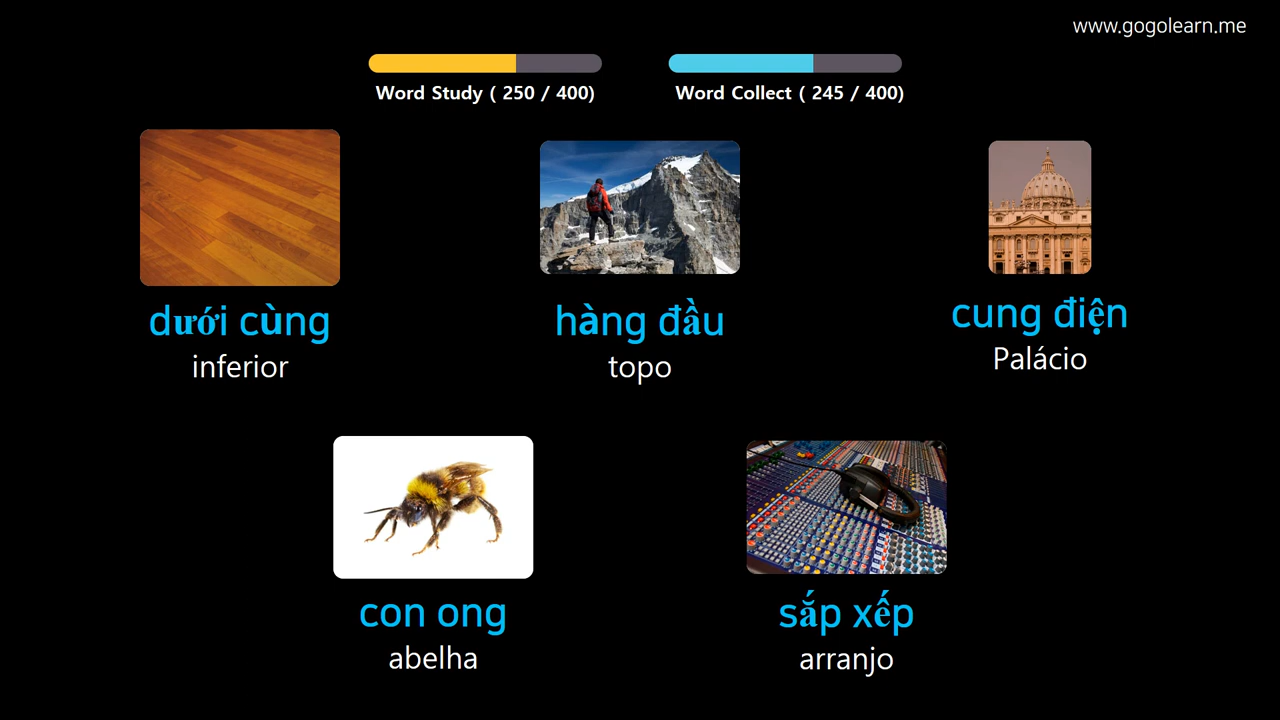 www.gogolearn.me
Word Study ( 250 / 400)
Word Collect ( 245 / 400)
dưới cùng
inferior
hàng đầu
topo
cung điện
Palácio
con ong
abelha
sắp xếp
arranjo